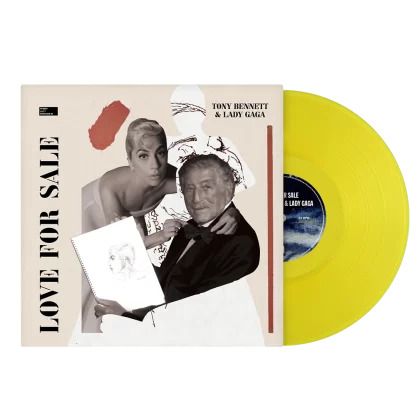 TONY BENNETT
& LADY GAGA
LOVE FOR SALE
R SALE
& LADY GAGA